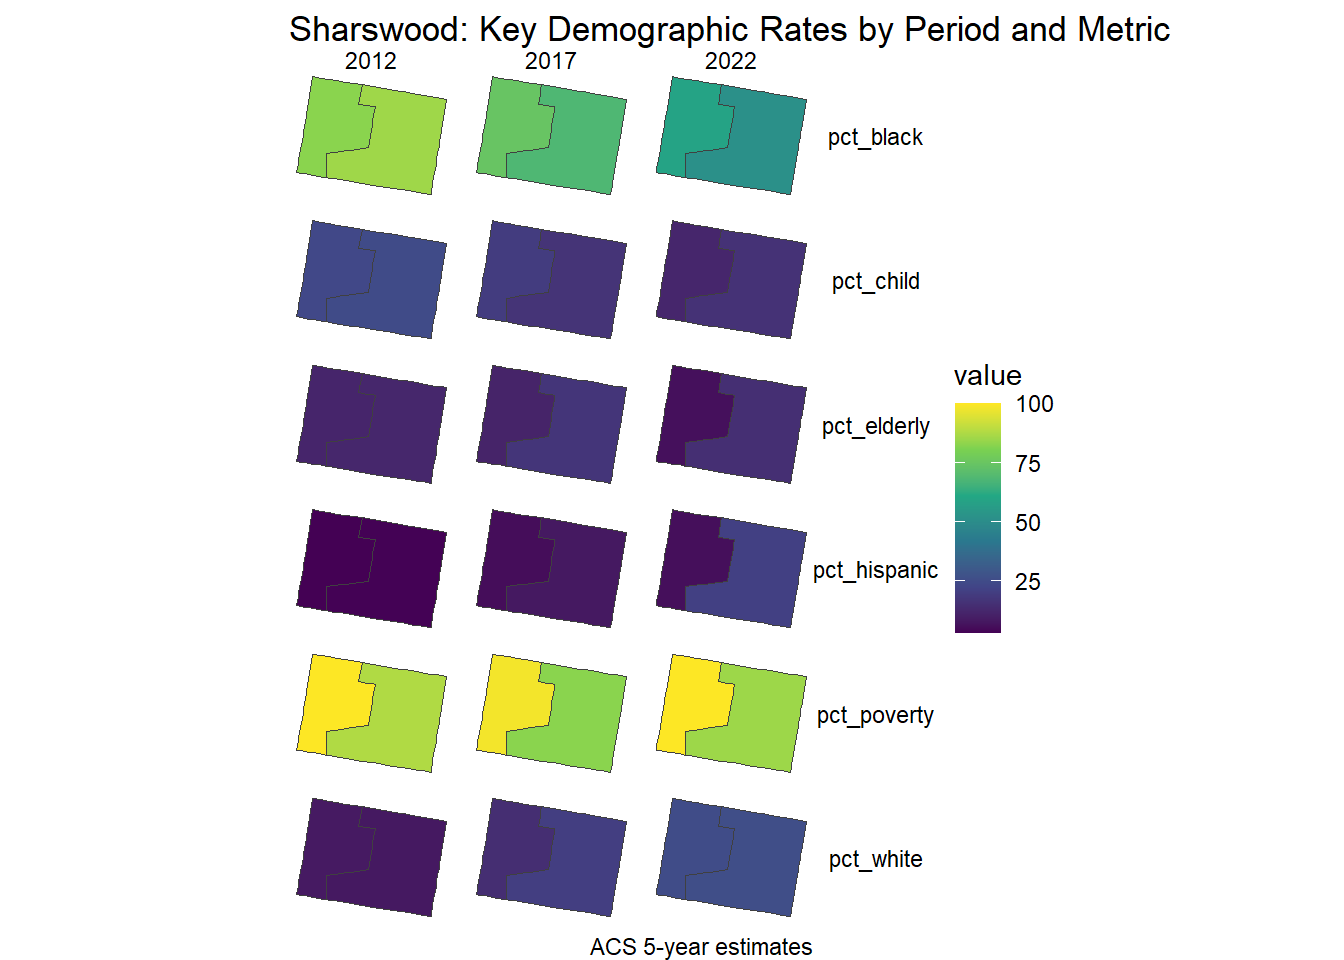 Sharswood: Key Demographic Rates by Period and Metric
2012 2017 2022
pct_black
pct_child
pct_elderly
pct_hispanic
pct_poverty
pct_white
value
100
75
50
25
ACS 5-year estimates